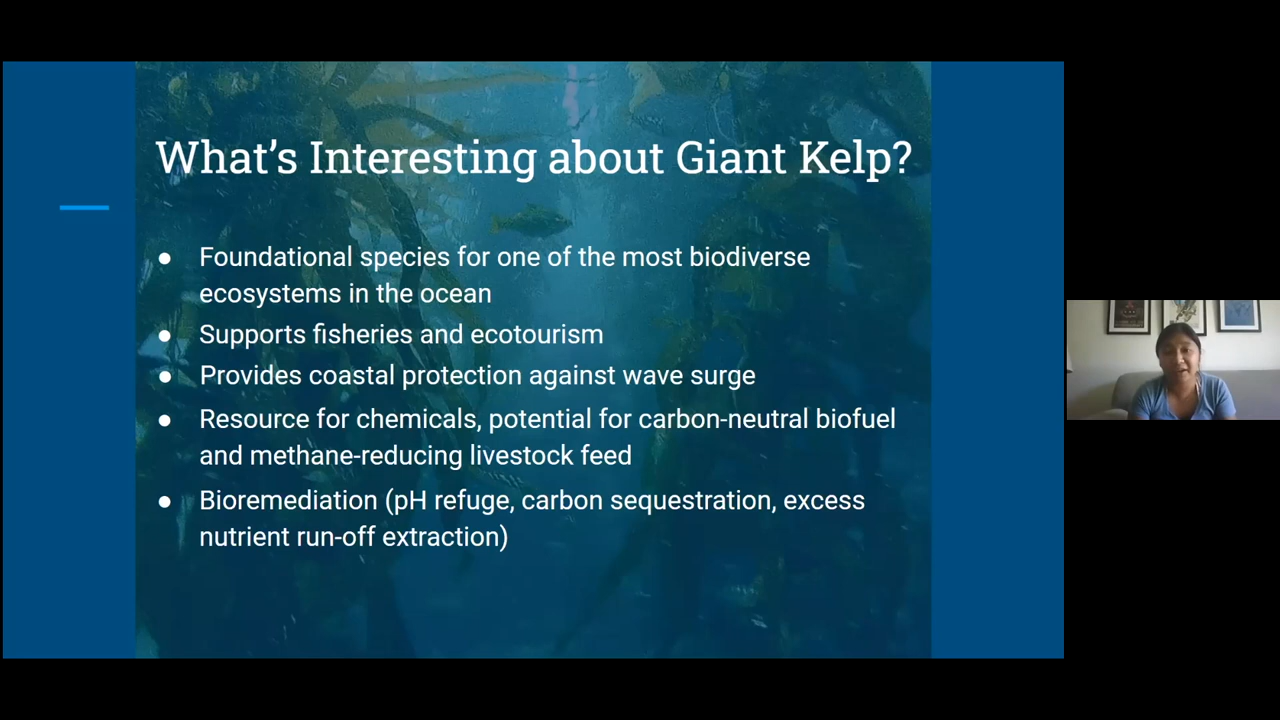 What's Interesting about Giant Kelp?
● Foundational species for one of the most biodiverse
ecosystems in the ocean
● Supports fisheries and ecotourism
● Provides coastal protection against wave surge
● Resource for chemicals, potential for carbon-neutral biofuel
and methane-reducing livestock feed
● Bioremediation (pH refuge, carbon sequestration, excess
nutrient run-off extraction)